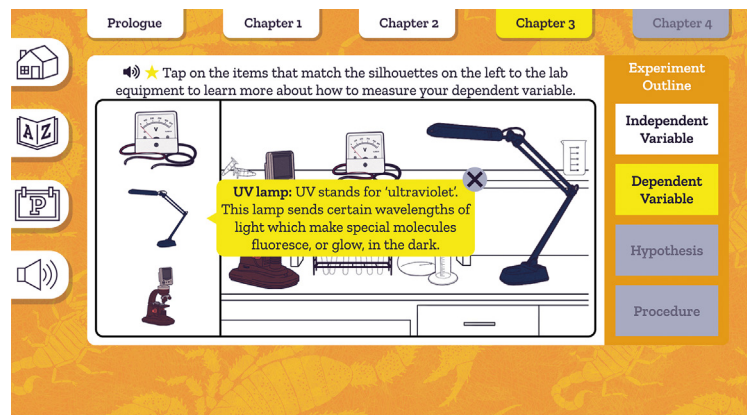 Prologue
Chapter 1
Chapter 2
Chapter 3
Chapter 4
Tap on the items that match the silhouettes on the left to the lab
equipment to learn more about how to measure your dependent variable.
A Z
P
V
V
UV lamp: UV stands for ‘ultraviolet’.
This lamp sends certain wavelengths of
light which make special molecules
fluoresce, or glow, in the dark.
Experiment
Outline
Independent
Variable
Dependent
Variable
Hypothesis
Procedure